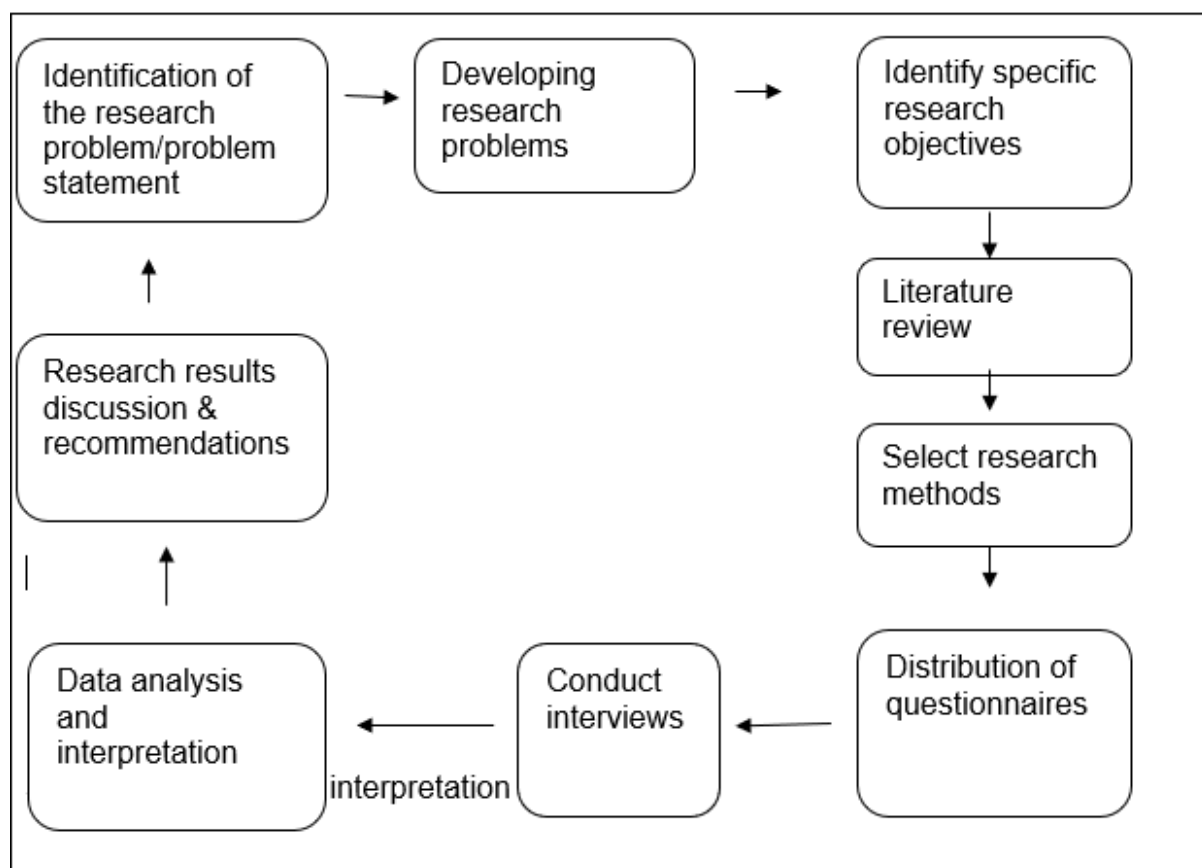 Identification of
the research
problem/problem
statement
Developing
research
problems
Identify specific
research
objectives
Literature
review
Select research
methods
Distribution of
questionnaires
Conduct
interviews
interpretation
Data analysis
and
interpretation
Research results
discussion &
recommendations